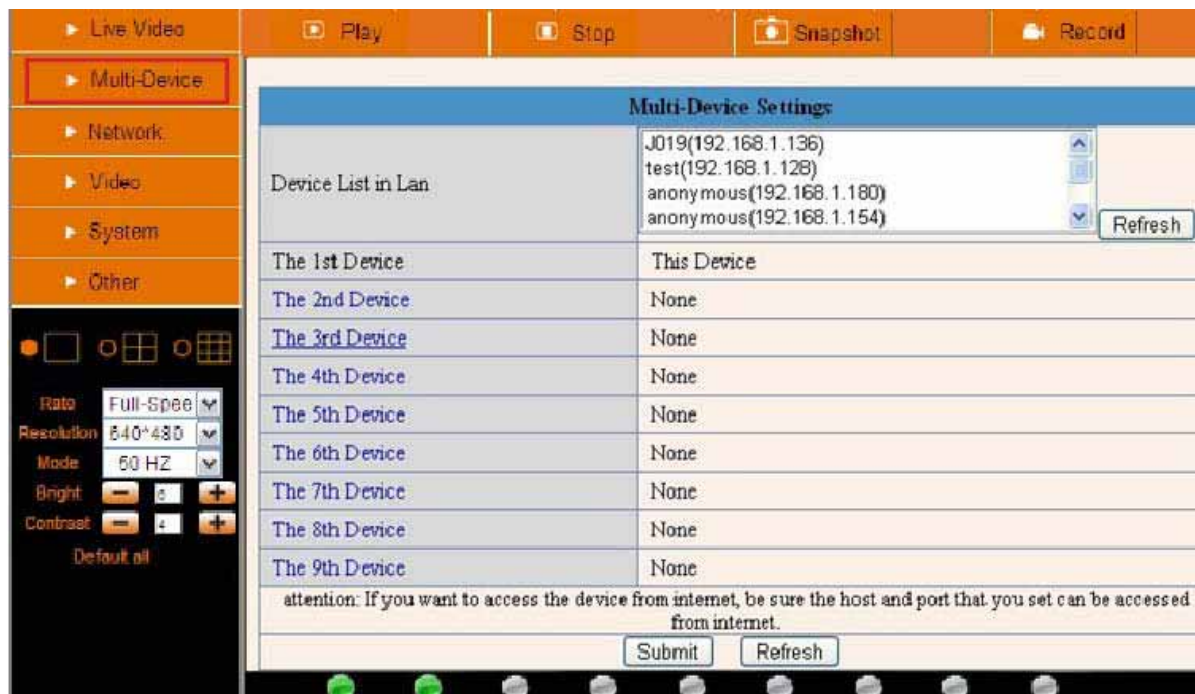 Live Video
Play
Stop
Snapshot
Record
Multi-Device
Network
Video
System
Other
Rate
Full-Spee
Resolution
640*480
Mode
50 HZ
Bright
6
Contrast
4
Default all
Multi-Device Settings
Device List in Lan
J019(192.168.1.136)
test(192.168.1.128)
anonymous(192.168.1.180)
anonymous(192.168.1.154)
Refresh
The 1st Device
This Device
The 2nd Device
None
The 3rd Device
None
The 4th Device
None
The 5th Device
None
The 6th Device
None
The 7th Device
None
The 8th Device
None
The 9th Device
None
attention: If you want to access the device from internet, be sure the host and port that you set can be accessed
from internet.
Submit
Refresh